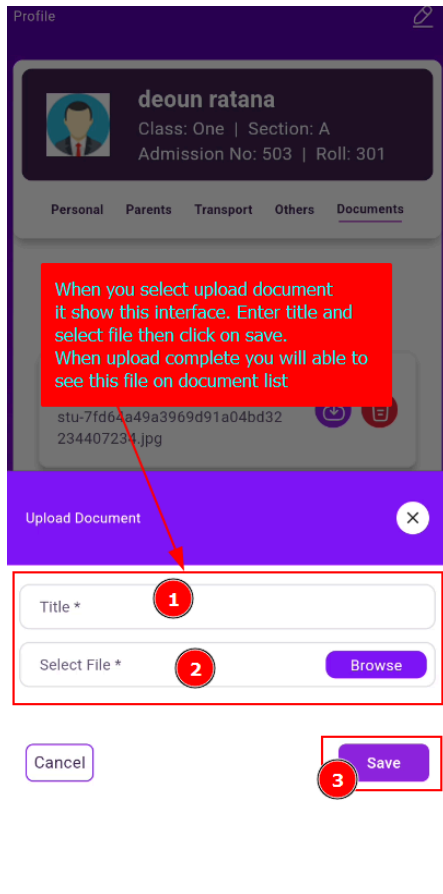 Profile
deoun ratana
Class: One | Section: A
Admission No: 503 | Roll: 301
Personal Parents Transport Others Documents
When you select upload document
it show this interface. Enter title and
select file then click on save.
When upload complete you will able to
see this file on document list
stu-7fd64a49a3969d91a04bd32
234407234.jpg
Upload Document
Title *
1
Select File *
2
Browse
Cancel
Save
3